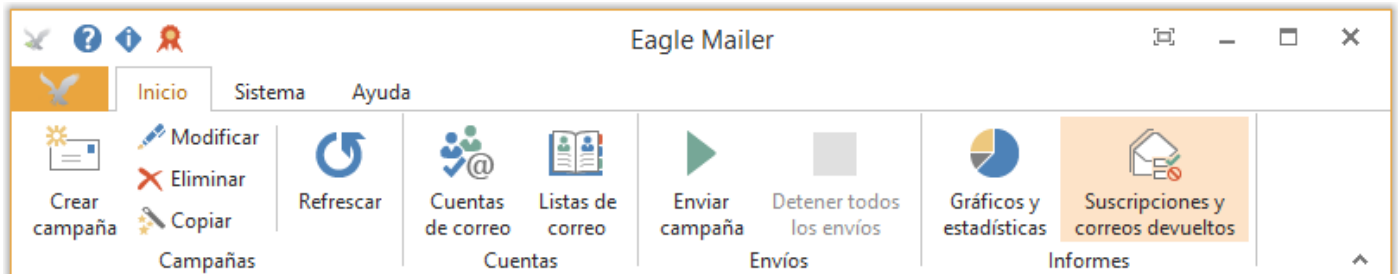 Eagle Mailer
Inicio Sistema Ayuda
Crear
campaña
Modificar
Eliminar
Copiar
Refrescar
Campañas
Cuentas
de correo
Listas de
correo
Cuentas
Enviar
campaña
Detener todos
los envíos
Envíos
Gráficos y
estadísticas
Suscripciones y
correos devueltos
Informes